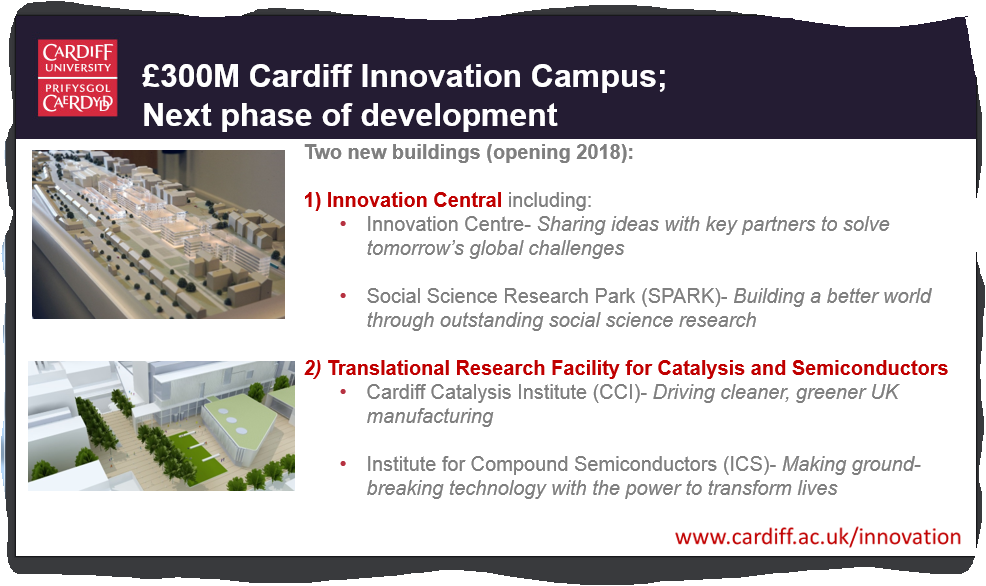 CARDIFF
UNIVERSITY
PRIFYSGOL
CAERDYDD
£300M Cardiff Innovation Campus;
Next phase of development
Two new buildings (opening 2018):
1) Innovation Central including:
• Innovation Centre- Sharing ideas with key partners to solve
tomorrow’s global challenges
• Social Science Research Park (SPARK)- Building a better world
through outstanding social science research
2) Translational Research Facility for Catalysis and Semiconductors
• Cardiff Catalysis Institute (CCI)- Driving cleaner, greener UK
manufacturing
• Institute for Compound Semiconductors (ICS)- Making ground-
breaking technology with the power to transform lives
www.cardiff.ac.uk/innovation